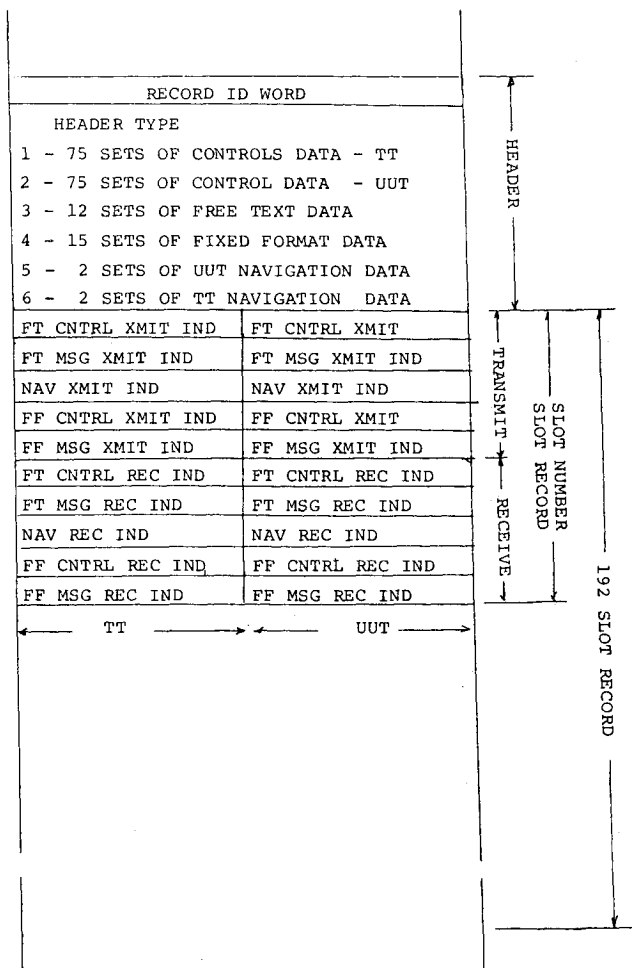 RECORD ID WORD
HEADER TYPE
1 - 75 SETS OF CONTROLS DATA - TT
2 - 75 SETS OF CONTROL DATA - UUT
3 - 12 SETS OF FREE TEXT DATA
4 - 15 SETS OF FIXED FORMAT DATA
5 - 2 SETS OF UUT NAVIGATION DATA
6 - 2 SETS OF TT NAVIGATION DATA
FT CNTRL XMIT IND FT CNTRL XMIT
FT MSG XMIT IND FT MSG XMIT IND
NAV XMIT IND NAV XMIT IND
FF CNTRL XMIT IND FF CNTRL XMIT
FF MSG XMIT IND FF MSG XMIT IND
FT CNTRL REC IND FT CNTRL REC IND
FT MSG REC IND FT MSG REC IND
NAV REC IND NAV REC IND
FF CNTRL REC IND FF CNTRL REC IND
FF MSG REC IND FF MSG REC IND
TT UUT
HEADER
TRANSMIT
RECEIVE
SLOT NUMBER
SLOT RECORD
192 SLOT RECORD